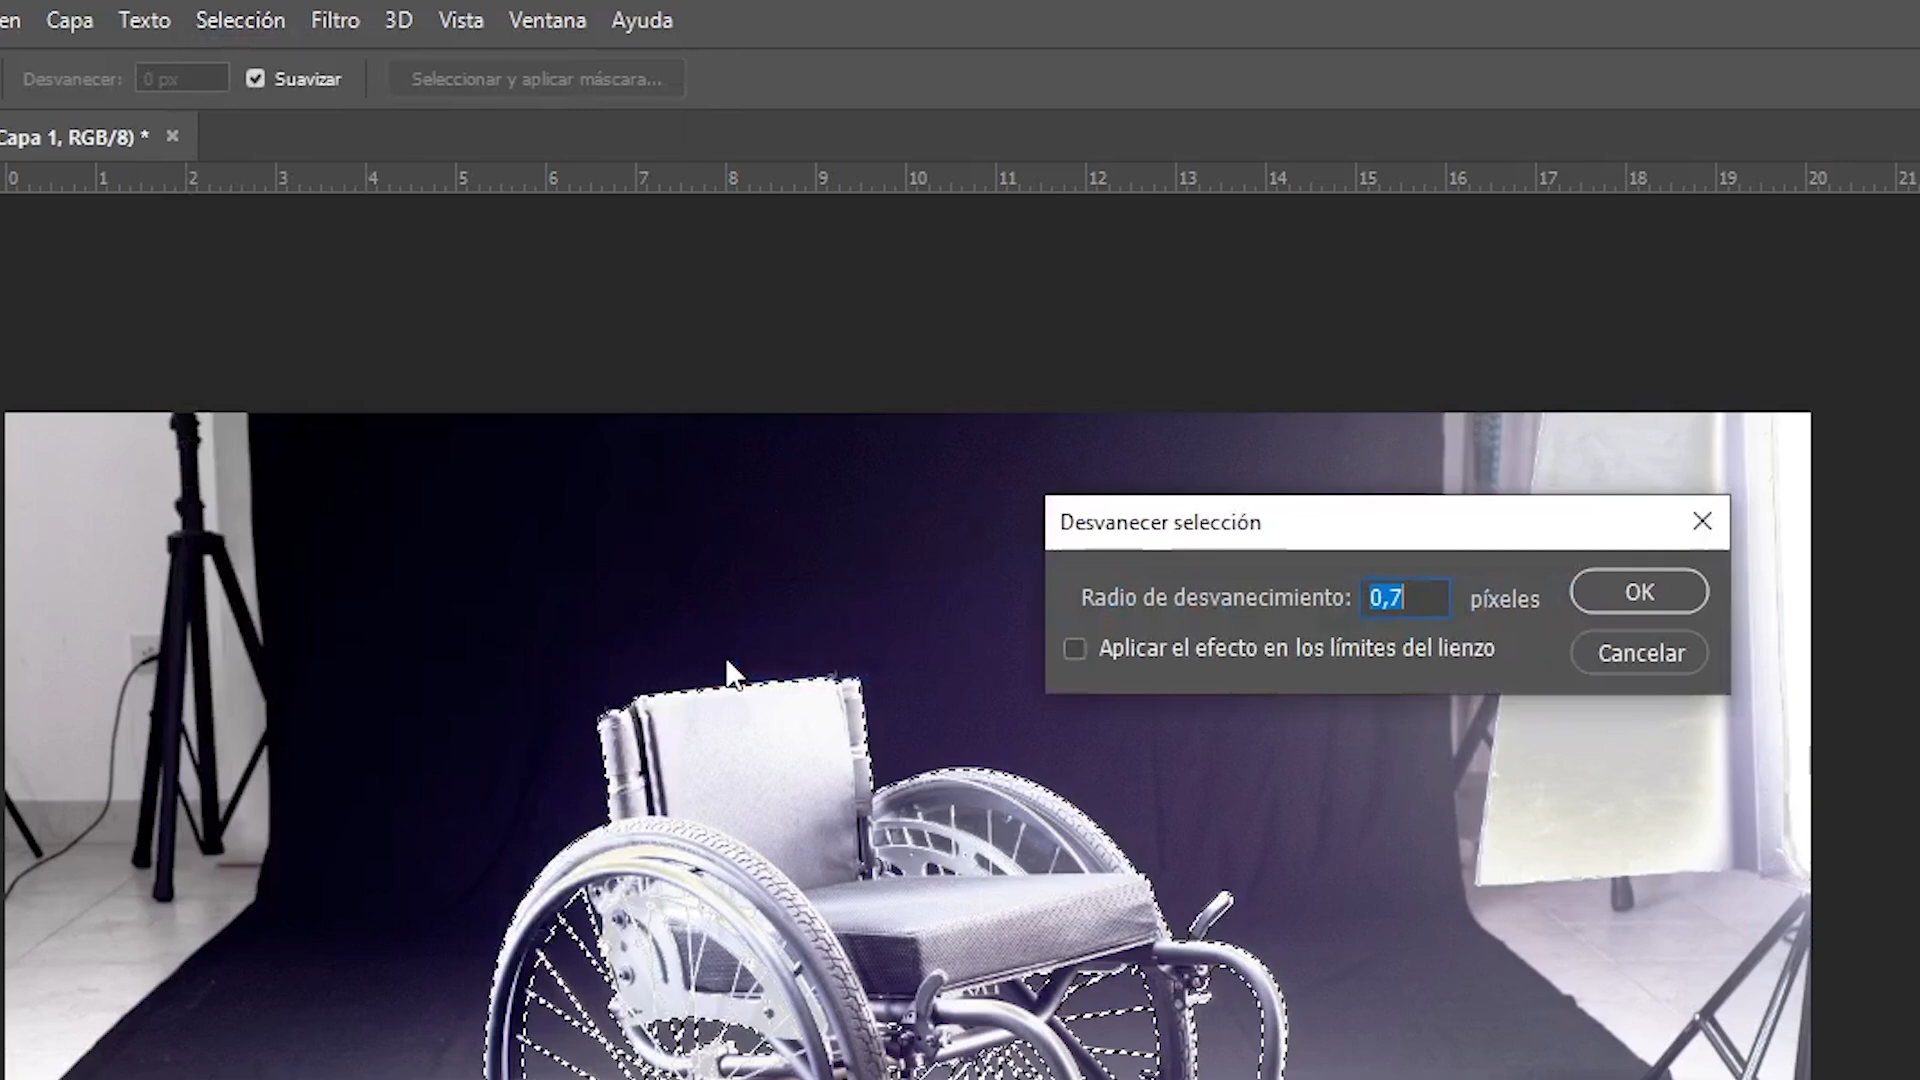 en Capa Texto Selección Filtro 3D Vista Ventana Ayuda
Desvanecer: 0 px Suavizar Seleccionar y aplicar máscara...
Capa 1, RGB/8) *
0 1 2 3 4 5 6 7 8 9 10 11 12 13 14 15 16 17 18 19 20 21
Desvanecer selección
Radio de desvanecimiento: 0,7 píxeles OK
Aplicar el efecto en los límites del lienzo Cancelar